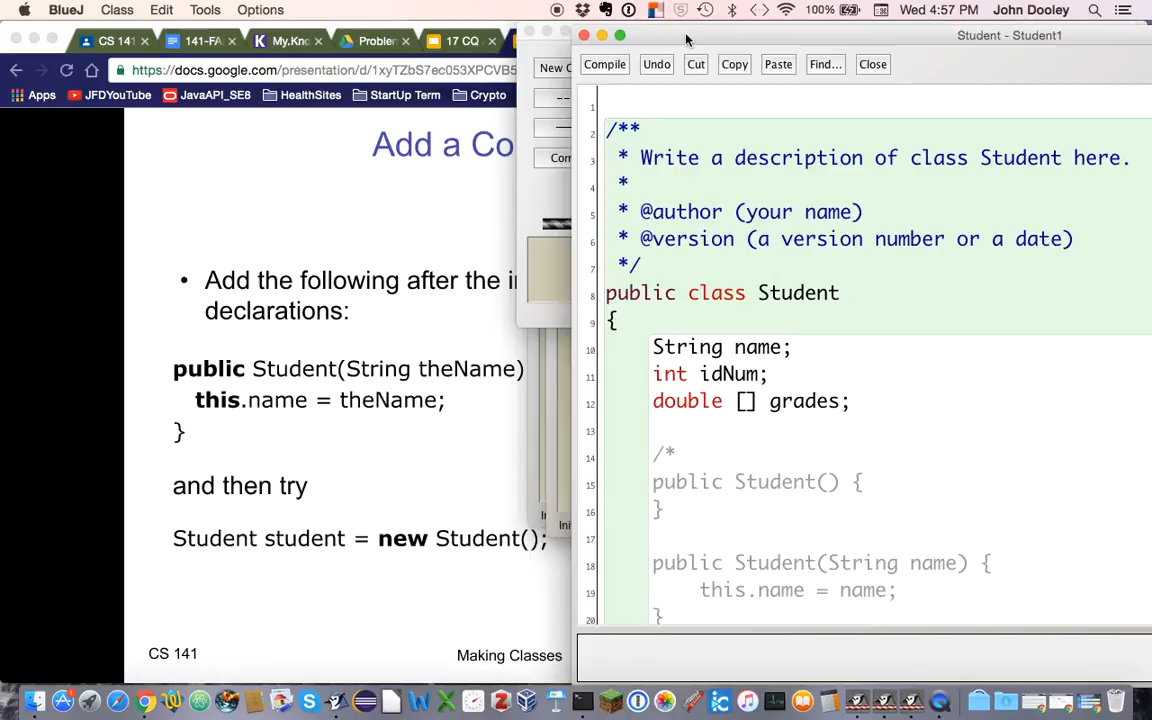 BlueJ Class Edit Tools Options 100% Wed 4:57 PM John Dooley
CS 141 141-FA My.Kno Problem 17 CQ
https://docs.google.com/presentation/d/1xyTZbS7ec053XPCVB5
Apps JFDYouTube JavaAPI_SE8 HealthSites StartUp Term Crypto
Add a Co
• Add the following after the in
declarations:
public Student(String theName)
this.name = theName;
}
and then try
Student student = new Student();
CS 141 Making Classes
New C
Com
Student - Student1
Compile Undo Cut Copy Paste Find... Close
1
2 /**
3 * Write a description of class Student here.
4 *
5 * @author (your name)
6 * @version (a version number or a date)
7 */
8 public class Student
9 {
10 String name;
11 int idNum;
12 double [] grades;
13
14 /*
15 public Student() {
16 }
17
18 public Student(String name) {
19 this.name = name;
20 }